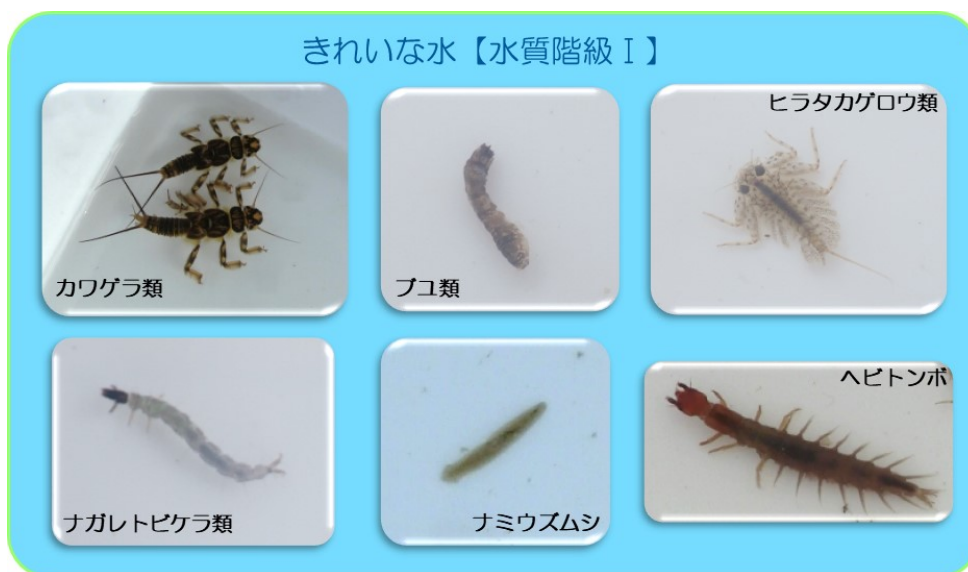 きれいな水【水質階級Ⅰ】
カワゲラ類
ブユ類
ヒラタカゲロウ類
ナガレトビケラ類
ナミウズムシ
ヘビトンボ